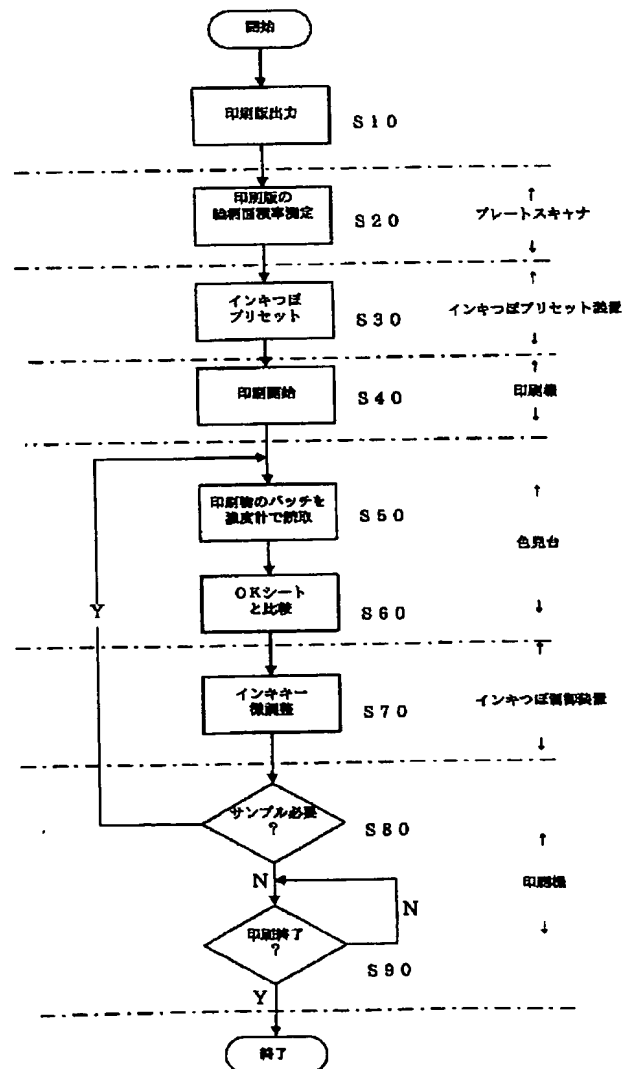 開始
印刷版出力
S10
印刷版の
絵柄面積率測定
S20
↑
プレートスキャナ
↓
インキつぼ
プリセット
S30
↑
インキつぼプリセット装置
↓
印刷開始
S40
↑
印刷機
↓
印刷物のパッチを
濃度計で読取
S50
↑
色見台
↓
OKシート
と比較
S60
Y
インキキー
微調整
S70
↑
インキつぼ制御装置
↓
サンプル必要
?
S80
N
↑
印刷機
↓
N
印刷終了
?
S90
Y
終了